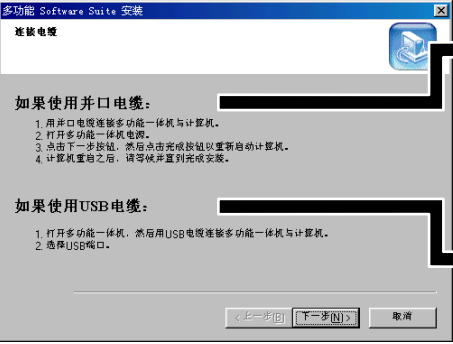 多功能 Software Suite 安装
连接电缆
如果使用并口电缆：
1. 用并口电缆连接多功能一体机与计算机。
2. 打开多功能一体机电源。
3. 点击下一步按钮，然后点击完成按钮以重新启动计算机。
4. 计算机重启之后，请等候并直到完成安装。
如果使用USB电缆：
1. 打开多功能一体机，然后用USB电缆连接多功能一体机与计算机。
2. 选择USB端口。
< 上一步(B) 下一步(N) > 取消